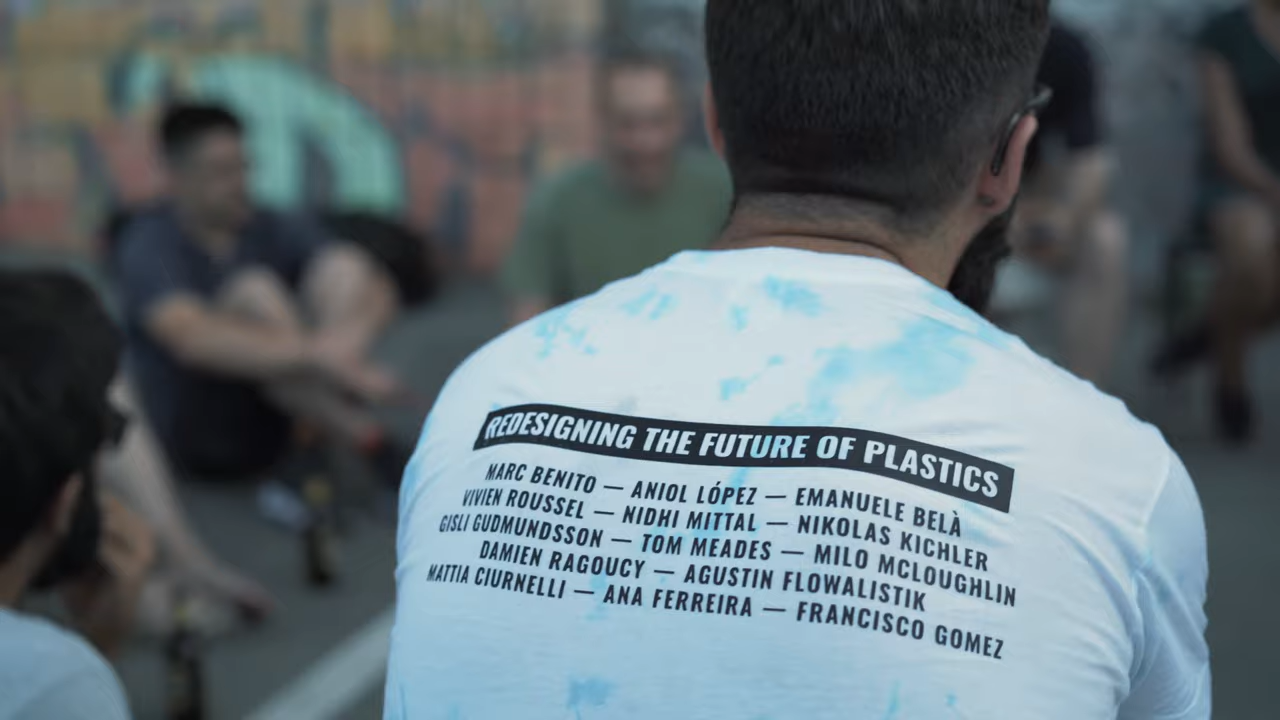 REDESIGNING THE FUTURE OF PLASTICS
MARC BENITO — ANIOL LÓPEZ — EMANUELE BELÀ
VIVIEN ROUSSEL — NIDHI MITTAL — NIKOLAS KICHLER
GISLI GUDMUNDSSON — TOM MEADES — MILO MCLOUGHLIN
DAMIEN RAGOUCY — AGUSTIN FLOWALISTIK
MATTIA CIURNELLI — ANA FERREIRA — FRANCISCO GOMEZ